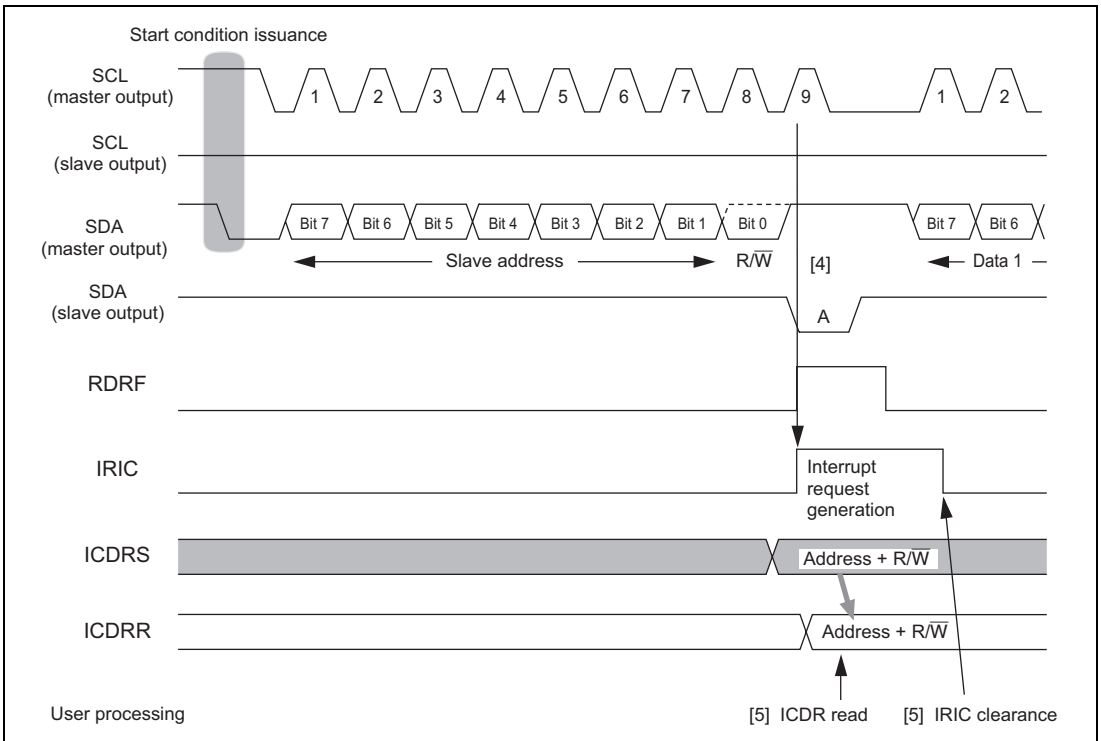 Start condition issuance
SCL
(master output)
1 2 3 4 5 6 7 8 9 1 2
SCL
(slave output)
SDA
(master output)
Bit 7 Bit 6 Bit 5 Bit 4 Bit 3 Bit 2 Bit 1 Bit 0 Bit 7 Bit 6
Slave address R/W̅ [4] Data 1
SDA
(slave output)
A
RDRF
IRIC
Interrupt
request
generation
ICDRS
Address + R/W̅
ICDRR
Address + R/W̅
User processing
[5] ICDR read
[5] IRIC clearance